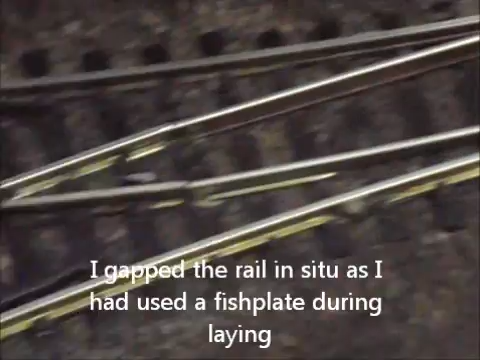 I gapped the rail in situ as I
had used a fishplate during
laying